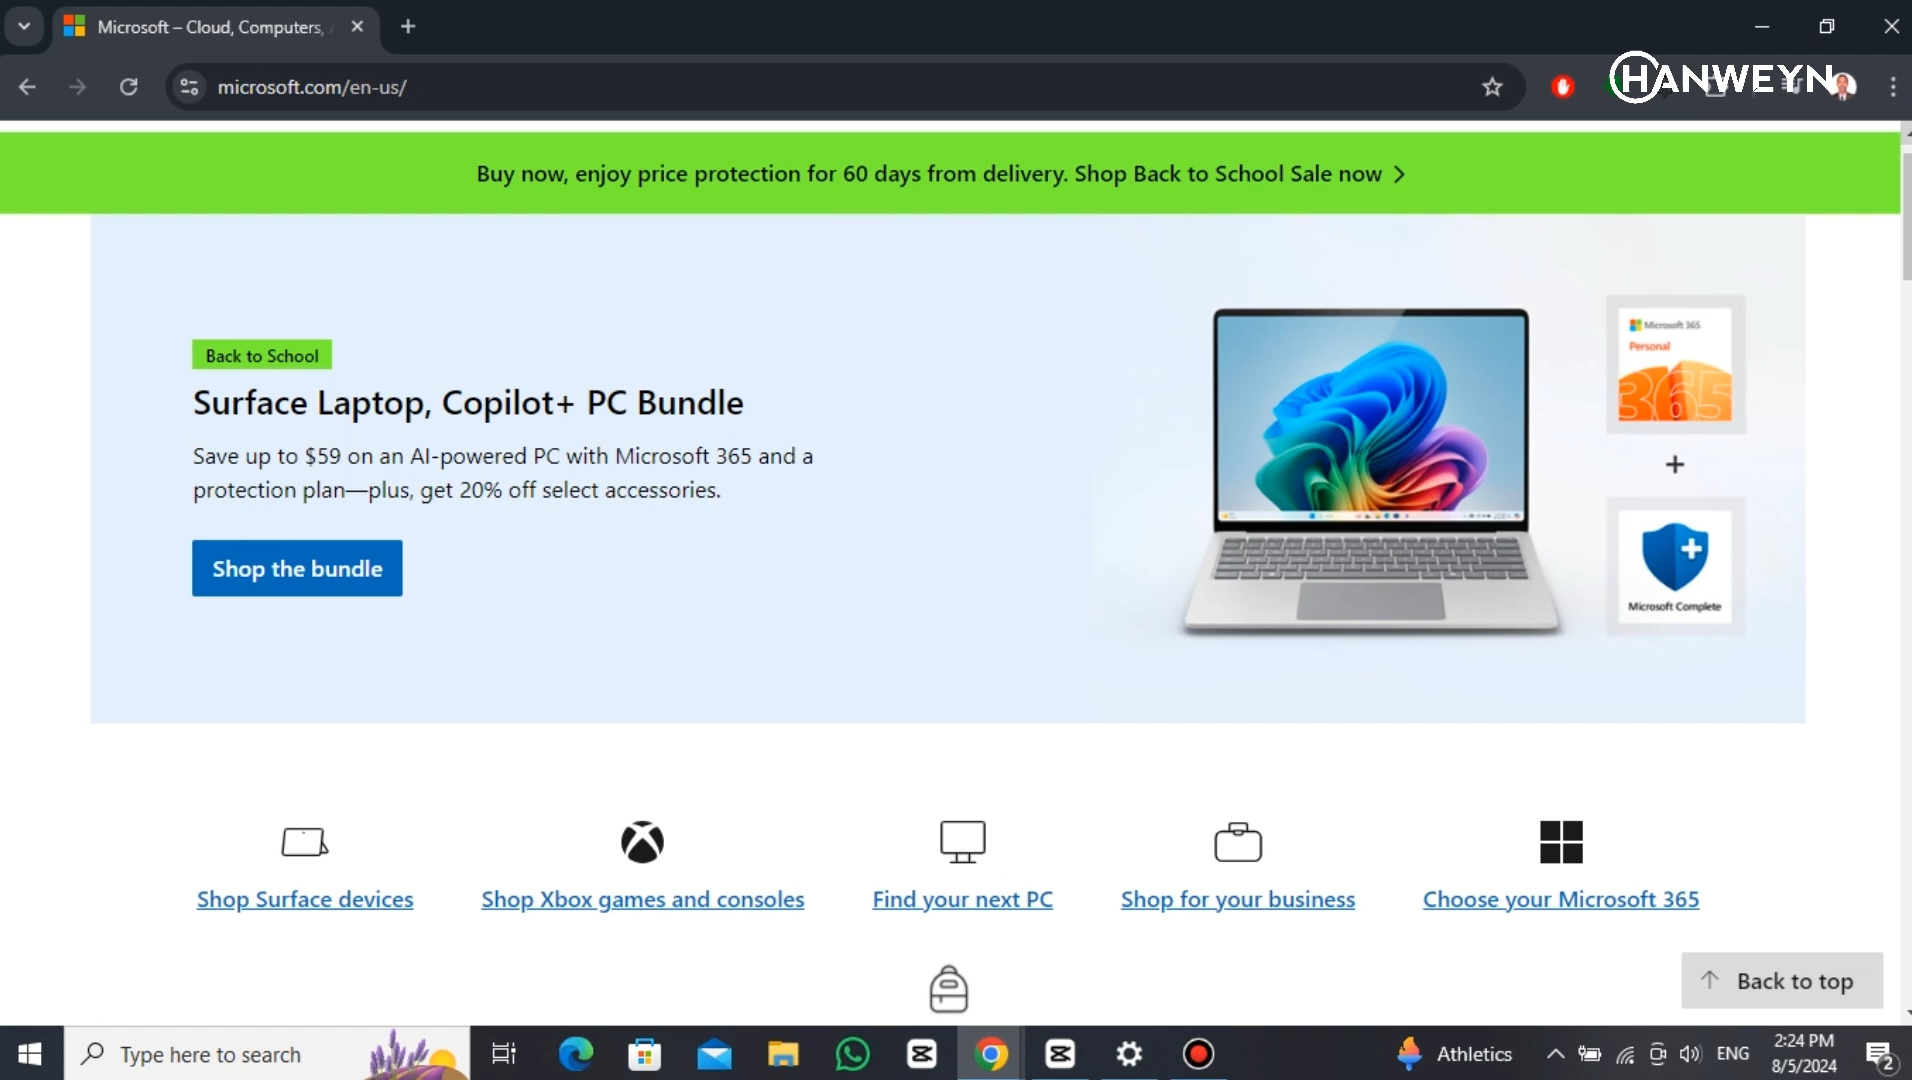 Microsoft – Cloud, Computers,
microsoft.com/en-us/
HANWEYN
Buy now, enjoy price protection for 60 days from delivery. Shop Back to School Sale now
Back to School
Surface Laptop, Copilot+ PC Bundle
Save up to $59 on an AI-powered PC with Microsoft 365 and a
protection plan—plus, get 20% off select accessories.
Shop the bundle
Microsoft 365
Personal
365
+
Microsoft Complete
Shop Surface devices
Shop Xbox games and consoles
Find your next PC
Shop for your business
Choose your Microsoft 365
Back to top
Type here to search
Athletics
ENG
2:24 PM
8/5/2024
2